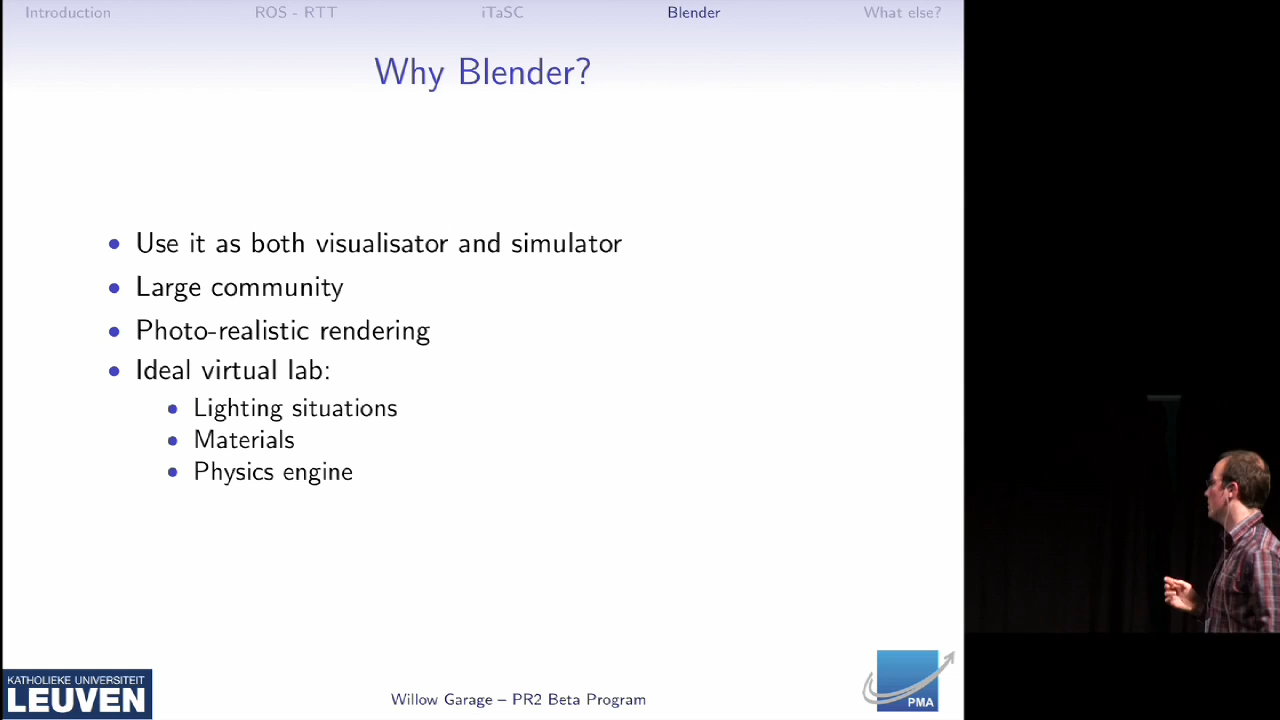 Introduction
ROS - RTT
iTaSC
Blender
What else?
Why Blender?
Use it as both visualisator and simulator
Large community
Photo-realistic rendering
Ideal virtual lab:
Lighting situations
Materials
Physics engine
KATHOLIEKE UNIVERSITEIT
LEUVEN
Willow Garage – PR2 Beta Program
PMA